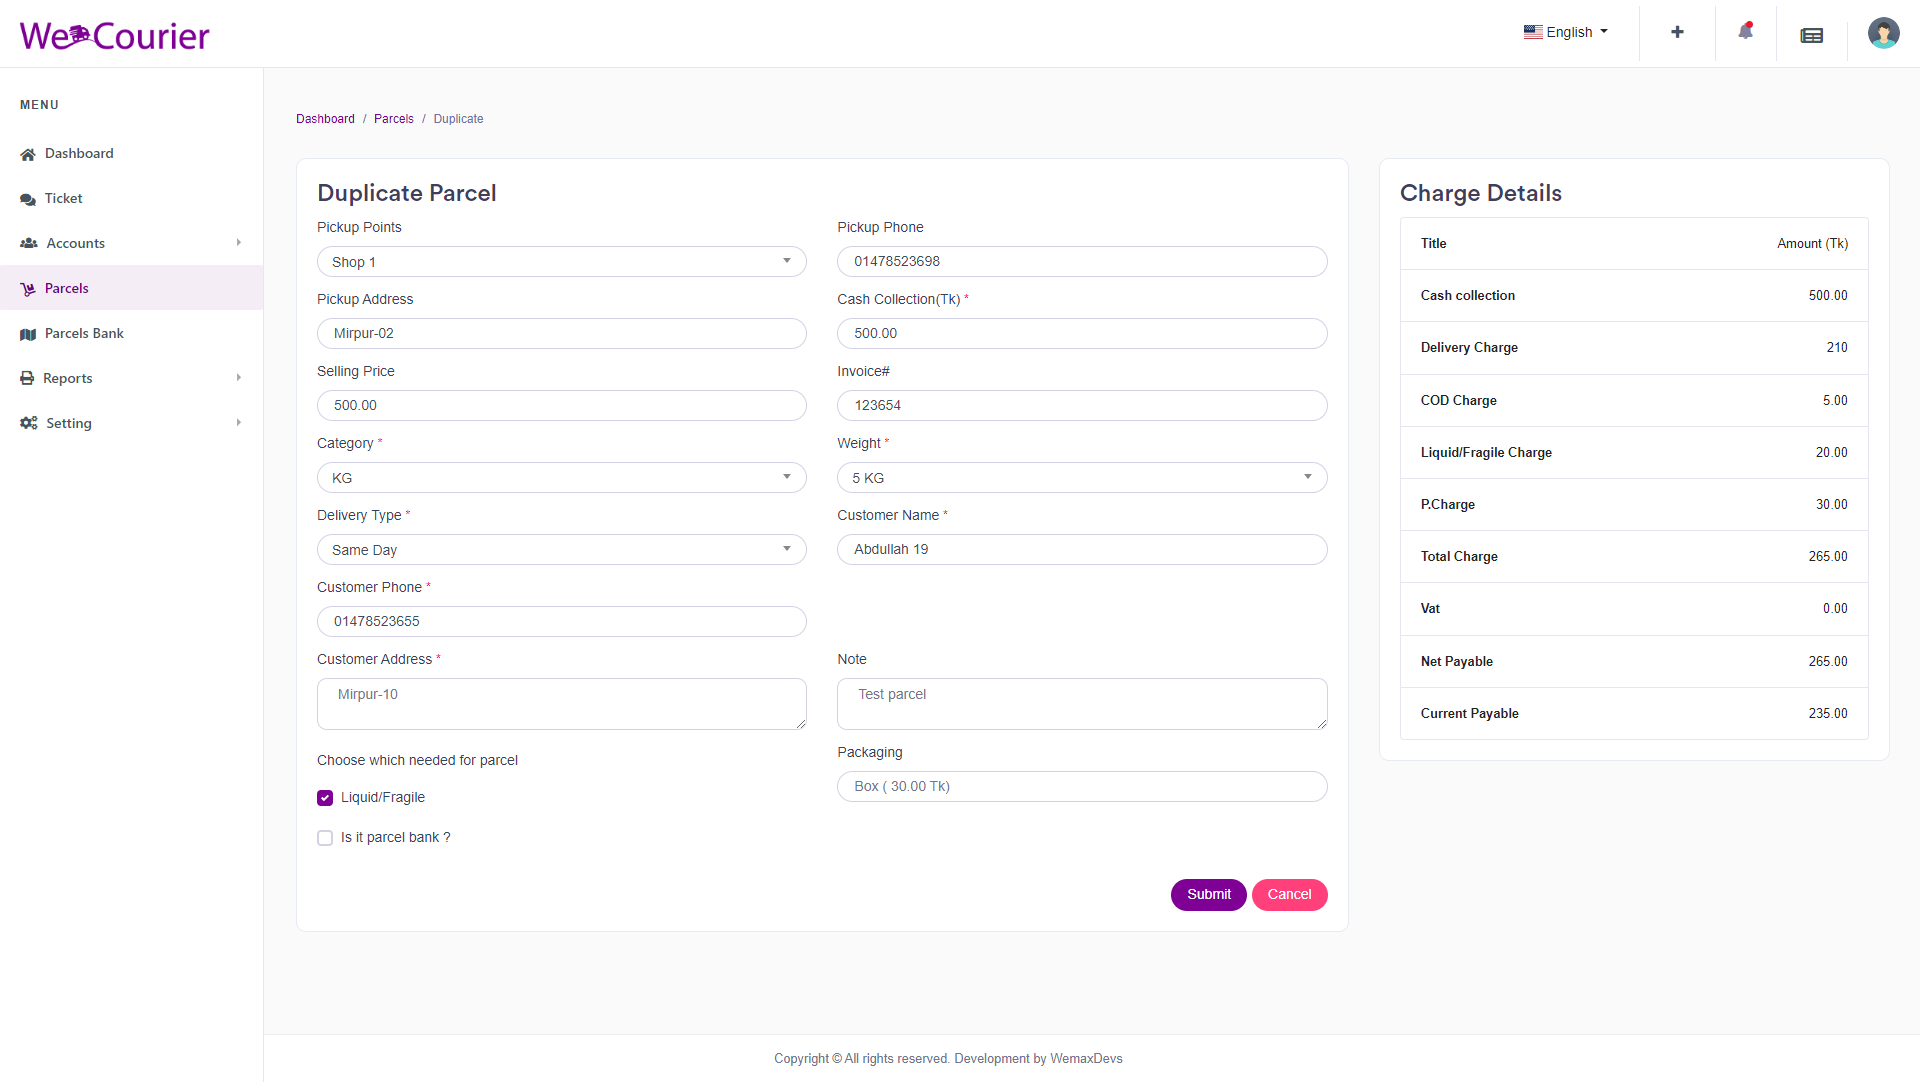 We Courier
English
MENU
Dashboard
Ticket
Accounts
Parcels
Parcels Bank
Reports
Setting
Dashboard / Parcels / Duplicate
Duplicate Parcel
Pickup Points
Shop 1
Pickup Phone
01478523698
Pickup Address
Mirpur-02
Cash Collection(Tk) *
500.00
Selling Price
500.00
Invoice#
123654
Category *
KG
Weight *
5 KG
Delivery Type *
Same Day
Customer Name *
Abdullah 19
Customer Phone *
01478523655
Customer Address *
Mirpur-10
Note
Test parcel
Choose which needed for parcel
Liquid/Fragile
Is it parcel bank ?
Packaging
Box ( 30.00 Tk)
Submit Cancel
Charge Details
Title Amount (Tk)
Cash collection 500.00
Delivery Charge 210
COD Charge 5.00
Liquid/Fragile Charge 20.00
P.Charge 30.00
Total Charge 265.00
Vat 0.00
Net Payable 265.00
Current Payable 235.00
Copyright © All rights reserved. Development by WemaxDevs